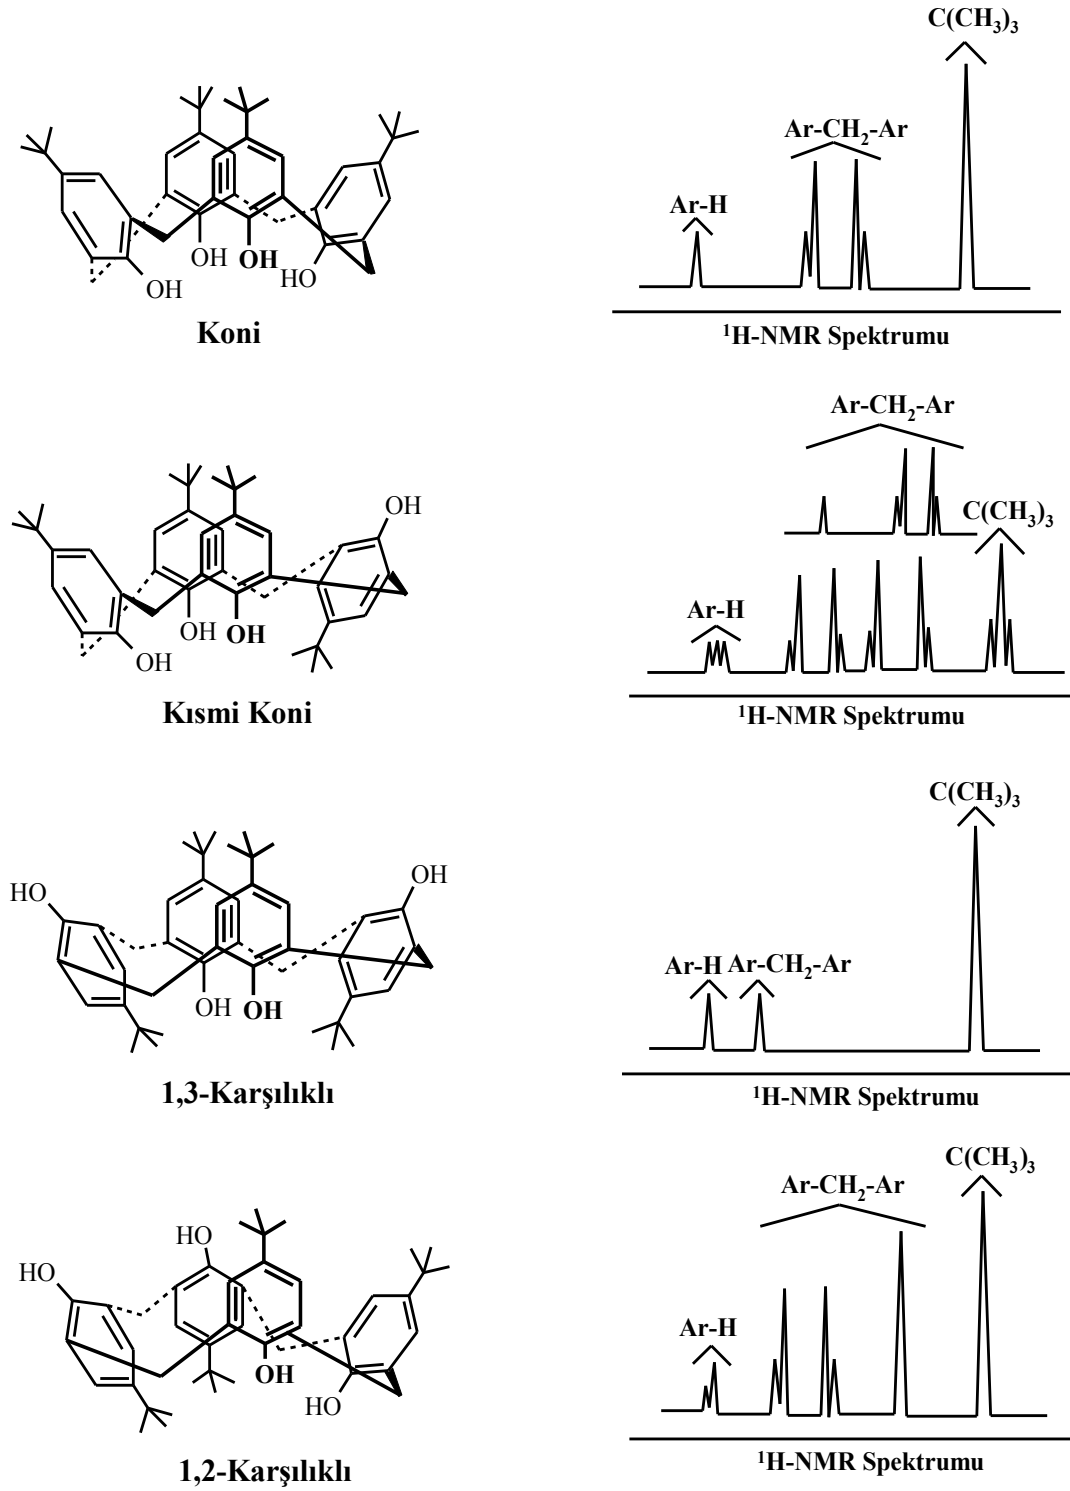 C(CH3)3
Ar-CH2-Ar
Ar-H
OH
OH
HO
OH
Koni
1H-NMR Spektrumu
Ar-CH2-Ar
OH
C(CH3)3
Ar-H
OH
OH
OH
Kısmi Koni
1H-NMR Spektrumu
C(CH3)3
HO
OH
Ar-H
Ar-CH2-Ar
OH
OH
1,3-Karşılıklı
1H-NMR Spektrumu
C(CH3)3
Ar-CH2-Ar
HO
HO
Ar-H
OH
HO
1,2-Karşılıklı
1H-NMR Spektrumu